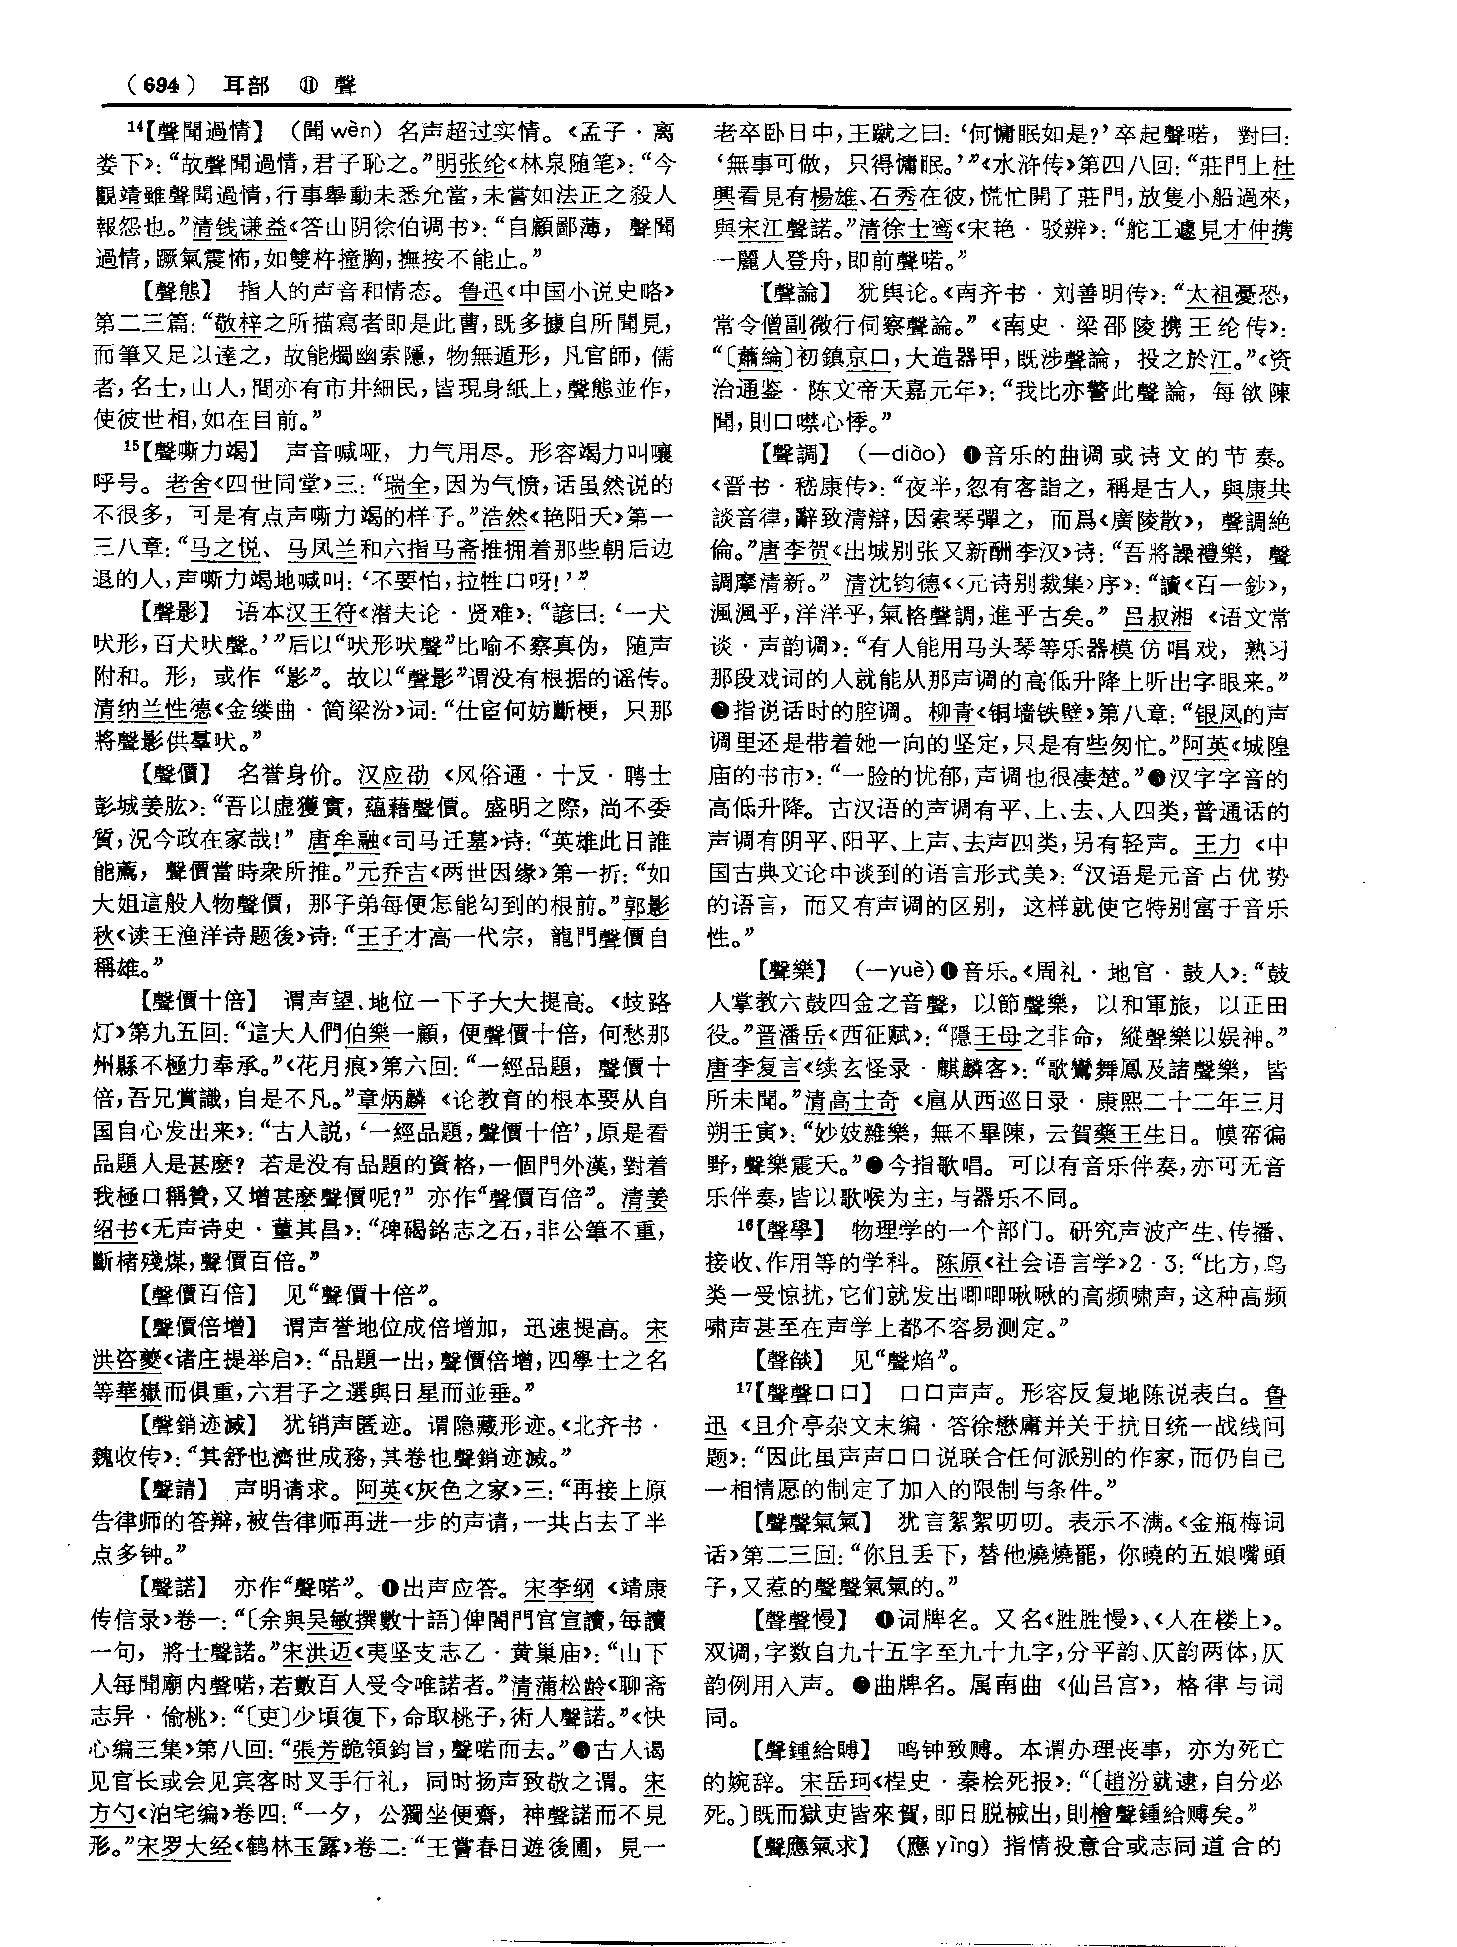 （694） 耳部 ⑪ 聲
14【聲聞過情】（聞 wèn）名声超过实情。《孟子·离
娄下》：“故聲聞過情，君子恥之。”明张纶《林泉随笔》：“今
觀靖雖聲聞過情，行事舉動未悉允當，未嘗如法正之殺人
報怨也。”清钱谦益《答山阴徐伯调书》：“自顧鄙薄，聲聞
過情，蹶氣震怖，如雙杵撞胸，撫按不能止。”
【聲態】 指人的声音和情态。鲁迅《中国小说史略》
第二三篇：“敬梓之所描寫者即是此曹，既多據自所聞見，
而筆又足以達之，故能燭幽索隱，物無遁形，凡官師，儒
者，名士，山人，間亦有市井細民，皆現身紙上，聲態並作，
使彼世相，如在目前。”
15【聲嘶力竭】 声音喊哑，力气用尽。形容竭力叫嚷
呼号。老舍《四世同堂》三：“瑞全，因为气愤，话虽然说的
不很多，可是有点声嘶力竭的样子。”浩然《艳阳天》第一
三八章：“马之悦、马凤兰和六指马斋推拥着那些朝后边
退的人，声嘶力竭地喊叫：‘不要怕，拉牲口呀！’”
【聲影】 语本汉王符《潜夫论·贤难》：“諺曰：‘一犬
吠形，百犬吠聲。’”后以“吠形吠聲”比喻不察真伪，随声
附和。形，或作“影”。故以“聲影”谓没有根据的谣传。
清纳兰性德《金缕曲·简梁汾》词：“仕宦何妨斷梗，只那
將聲影供羣吠。”
【聲價】 名誉身价。汉应劭《风俗通·十反·聘士
彭城姜肱》：“吾以虚獲實，蘊藉聲價。盛明之際，尚不委
質，況今政在家哉！”唐牟融《司马迁墓》诗：“英雄此日誰
能薦，聲價當時衆所推。”元乔吉《两世因缘》第一折：“如
大姐這般人物聲價，那子弟每便怎能勾到的根前。”郭影
秋《读王渔洋诗题後》诗：“王子才高一代宗，龍門聲價自
稱雄。”
【聲價十倍】 谓声望、地位一下子大大提高。《歧路
灯》第九五回：“這大人們伯樂一顧，便聲價十倍，何愁那
州縣不極力奉承。”《花月痕》第六回：“一經品題，聲價十
倍，吾兄賞識，自是不凡。”章炳麟《论教育的根本要从自
国自心发出来》：“古人説，‘一經品題，聲價十倍’，原是看
品題人是甚麽？若是没有品題的資格，一個門外漢，對着
我極口稱贊，又增甚麽聲價呢？”亦作“聲價百倍”。清姜
绍书《无声诗史·董其昌》：“碑碣銘志之石，非公筆不重，
斷楮殘煤，聲價百倍。”
【聲價百倍】 见“聲價十倍”。
【聲價倍增】 谓声誉地位成倍增加，迅速提高。宋
洪咨夔《诸庄提举启》：“品題一出，聲價倍增，四學士之名
等華嶽而俱重，六君子之選與日星而並垂。”
【聲銷迹滅】 犹销声匿迹。谓隐藏形迹。《北齐书·
魏收传》：“其舒也濟世成務，其卷也聲銷迹滅。”
【聲請】 声明请求。阿英《灰色之家》三：“再接上原
告律师的答辩，被告律师再进一步的声请，一共占去了半
点多钟。”
【聲諾】 亦作“聲喏”。❶出声应答。宋李纲《靖康
传信录》卷一：“〔余與吴敏撰數十語〕俾閤門官宣讀，每讀
一句，將士聲諾。”宋洪迈《夷坚支志乙·黄巢庙》：“山下
人每聞廟内聲喏，若數百人受令唯諾者。”清蒲松龄《聊斋
志异·偷桃》：“〔吏〕少頃復下，命取桃子，術人聲諾。”《快
心编三集》第八回：“張芳跪領鈞旨，聲喏而去。”❷古人谒
见官长或会见宾客时叉手行礼，同时扬声致敬之谓。宋
方勺《泊宅编》卷四：“一夕，公獨坐便齋，神聲諾而不見
形。”宋罗大经《鹤林玉露》卷二：“王嘗春日遊後圃，見一
老卒卧日中，王蹴之曰：‘何慵眠如是？’卒起聲喏，對曰：
‘無事可做，只得慵眠。’”《水浒传》第四八回：“莊門上杜
興看見有楊雄、石秀在彼，慌忙開了莊門，放隻小船過來，
與宋江聲諾。”清徐士鸾《宋艳·驳辨》：“舵工遽見才仲携
一麗人登舟，即前聲喏。”
【聲論】 犹舆论。《南齐书·刘善明传》：“太祖憂恐，
常令僧副微行伺察聲論。”《南史·梁邵陵携王纶传》：
“〔蕭綸〕初鎮京口，大造器甲，既涉聲論，投之於江。”《资
治通鉴·陈文帝天嘉元年》：“我比亦警此聲論，每欲陳
聞，則口噤心悸。”
【聲調】（—diào）❶音乐的曲调或诗文的节奏。
《晋书·嵇康传》：“夜半，忽有客詣之，稱是古人，與康共
談音律，辭致清辯，因索琴彈之，而爲《廣陵散》，聲調絶
倫。”唐李贺《出城别张又新酬李汉》诗：“吾將譟禮樂，聲
調摩清新。”清沈钧德《〈元诗别裁集〉序》：“讀《百一鈔》，
渢渢乎，洋洋乎，氣格聲調，進乎古矣。”吕叔湘《语文常
谈·声韵调》：“有人能用马头琴等乐器模仿唱戏，熟习
那段戏词的人就能从那声调的高低升降上听出字眼来。”
❷指说话时的腔调。柳青《铜墙铁壁》第八章：“银凤的声
调里还是带着她一向的坚定，只是有些匆忙。”阿英《城隍
庙的书市》：“一脸的忧郁，声调也很凄楚。”❸汉字字音的
高低升降。古汉语的声调有平、上、去、入四类，普通话的
声调有阴平、阳平、上声、去声四类，另有轻声。王力《中
国古典文论中谈到的语言形式美》：“汉语是元音占优势
的语言，而又有声调的区别，这样就使它特别富于音乐
性。”
【聲樂】（—yuè）❶音乐。《周礼·地官·鼓人》：“鼓
人掌教六鼓四金之音聲，以節聲樂，以和軍旅，以正田
役。”晋潘岳《西征赋》：“隱王母之非命，縱聲樂以娱神。”
唐李复言《续玄怪录·麒麟客》：“歌鸞舞鳳及諸聲樂，皆
所未聞。”清高士奇《扈从西巡日录·康熙二十二年三月
朔壬寅》：“妙妓雜樂，無不畢陳，云賀藥王生日。幙帟徧
野，聲樂震天。”❷今指歌唱。可以有音乐伴奏，亦可无音
乐伴奏，皆以歌喉为主，与器乐不同。
16【聲學】 物理学的一个部门。研究声波产生、传播、
接收、作用等的学科。陈原《社会语言学》2·3：“比方，鸟
类一受惊扰，它们就发出唧唧啾啾的高频啸声，这种高频
啸声甚至在声学上都不容易测定。”
【聲燄】 见“聲焰”。
17【聲聲口口】 口口声声。形容反复地陈说表白。鲁
迅《且介亭杂文末编·答徐懋庸并关于抗日统一战线问
题》：“因此虽声声口口说联合任何派别的作家，而仍自己
一相情愿的制定了加入的限制与条件。”
【聲聲氣氣】 犹言絮絮叨叨。表示不满。《金瓶梅词
话》第二三回：“你且丢下，替他燒燒罷，你曉的五娘嘴頭
子，又惹的聲聲氣氣的。”
【聲聲慢】 ❶词牌名。又名《胜胜慢》、《人在楼上》。
双调，字数自九十五字至九十九字，分平韵、仄韵两体，仄
韵例用入声。❷曲牌名。属南曲《仙吕宫》，格律与词
同。
【聲鍾給賻】 鸣钟致赙。本谓办理丧事，亦为死亡
的婉辞。宋岳珂《桯史·秦桧死报》：“〔趙汾就逮，自分必
死。〕既而獄吏皆來賀，即日脱械出，則檜聲鍾給賻矣。”
【聲應氣求】（應 yìng）指情投意合或志同道合的